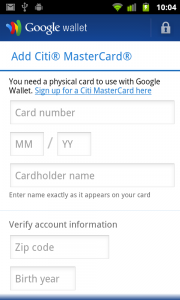 10:04
Google wallet
Add Citi® MasterCard®
You need a physical card to use with Google
Wallet. Sign up for a Citi MasterCard here
Card number
MM / YY
Cardholder name
Enter name exactly as it appears on your card
Verify account information
Zip code
Birth year